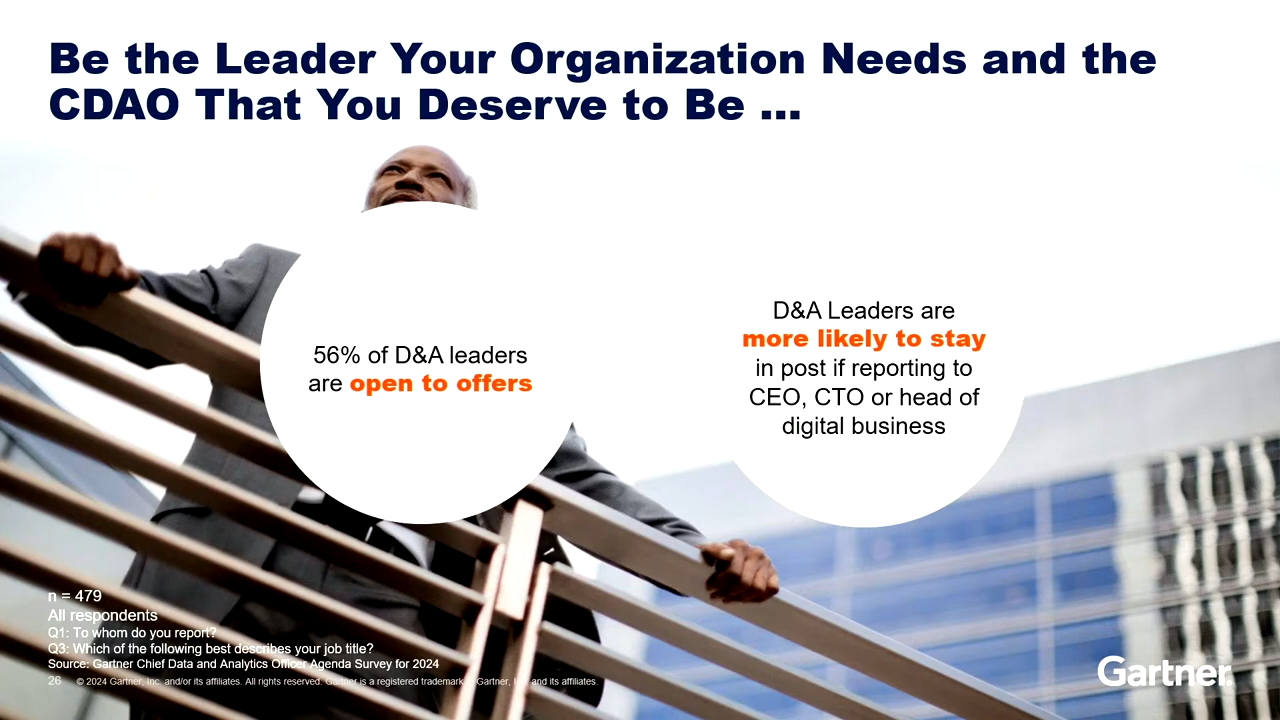 Be the Leader Your Organization Needs and the
CDAO That You Deserve to Be ...
56% of D&A leaders
are open to offers
D&A Leaders are
more likely to stay
in post if reporting to
CEO, CTO or head of
digital business
n = 479
All respondents
Q1: To whom do you report?
Q3: Which of the following best describes your job title?
Source: Gartner Chief Data and Analytics Officer Agenda Survey for 2024
26 © 2024 Gartner, Inc. and/or its affiliates. All rights reserved. Gartner is a registered trademark Gartner, and its affiliates.
Gartner.